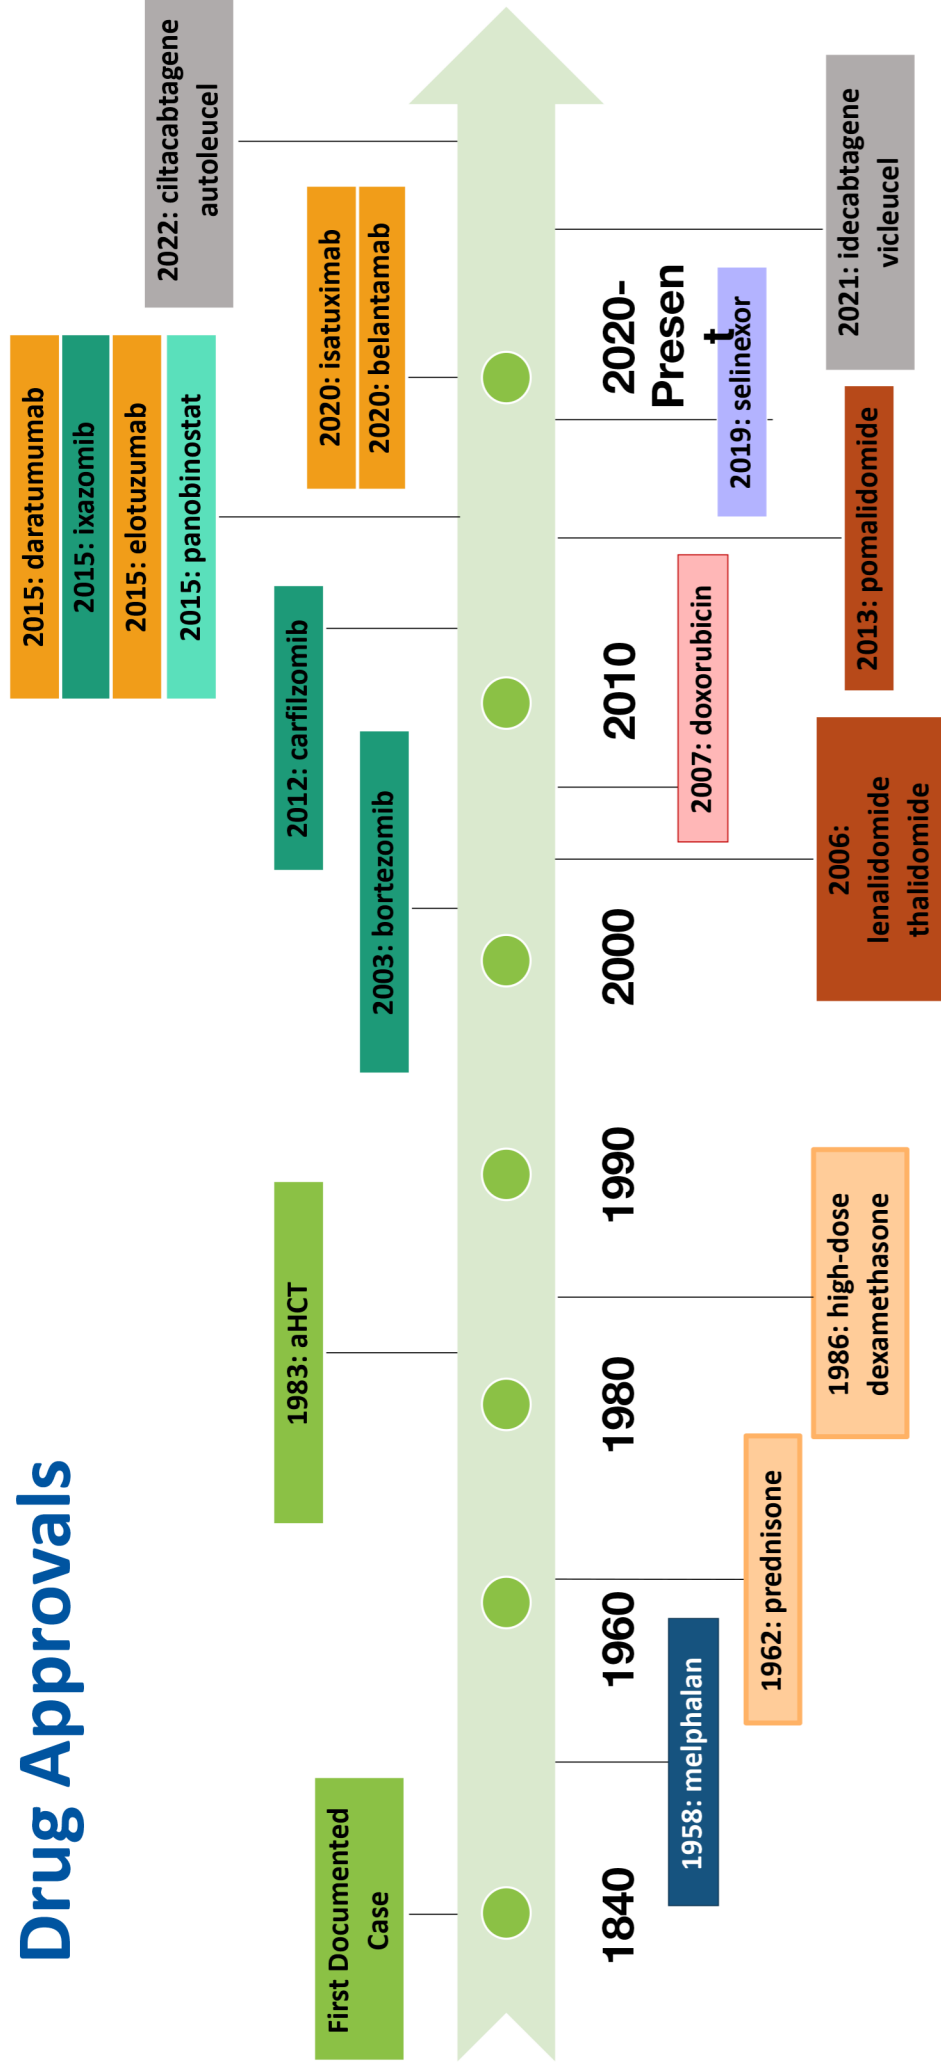 Drug Approvals
2015: daratumumab
2015: ixazomib
2015: elotuzumab
2015: panobinostat
2022: ciltacabtagene
autoleucel
2012: carfilzomib
2020: isatuximab
2020: belantamab
1983: aHCT
2003: bortezomib
First Documented
Case
1840
1960
1980
1990
2000
2010
2020-
Presen
t
1958: melphalan
1962: prednisone
1986: high-dose
dexamethasone
2006:
lenalidomide
thalidomide
2007: doxorubicin
2013: pomalidomide
2019: selinexor
2021: idecabtagene
vicleucel